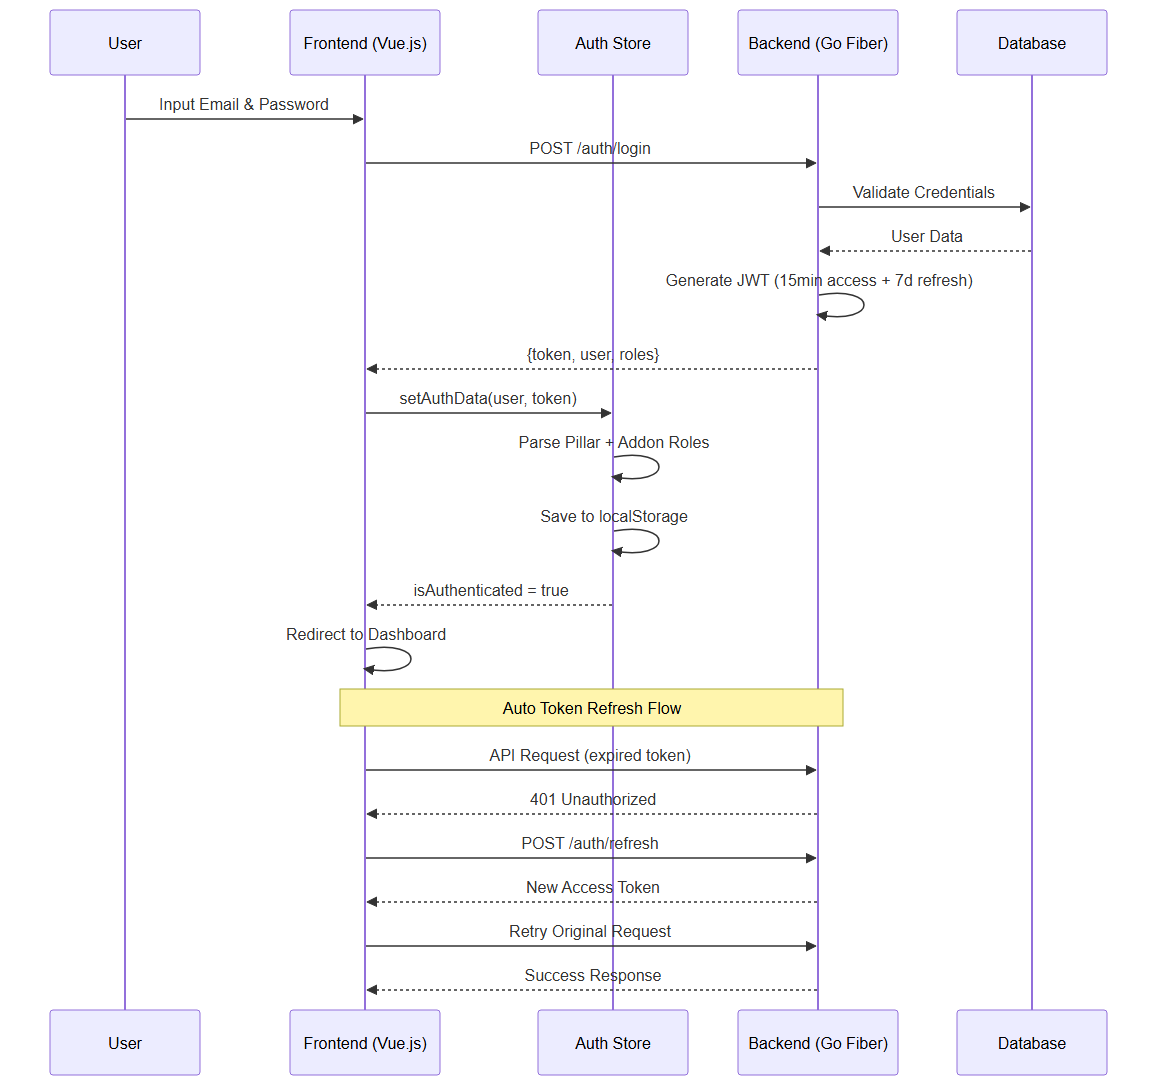 User
Frontend (Vue.js)
Auth Store
Backend (Go Fiber)
Database
Input Email & Password
POST /auth/login
Validate Credentials
User Data
Generate JWT (15min access + 7d refresh)
{token, user, roles}
setAuthData(user, token)
Parse Pillar + Addon Roles
Save to localStorage
isAuthenticated = true
Redirect to Dashboard
Auto Token Refresh Flow
API Request (expired token)
401 Unauthorized
POST /auth/refresh
New Access Token
Retry Original Request
Success Response
User
Frontend (Vue.js)
Auth Store
Backend (Go Fiber)
Database